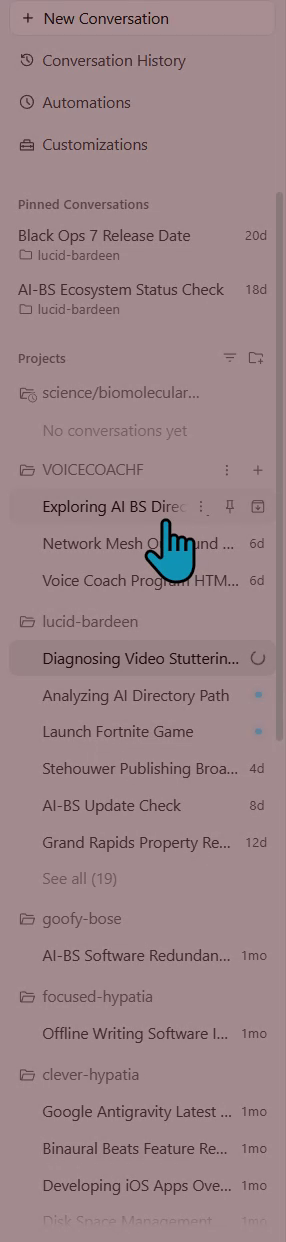 New Conversation
Conversation History
Automations
Customizations
Pinned Conversations
Black Ops 7 Release Date 20d
lucid-bardeen
AI-BS Ecosystem Status Check 18d
lucid-bardeen
Projects
science/biomolecular...
No conversations yet
VOICECOACHF
Exploring AI BS Direc
Network Mesh O und ... 6d
Voice Coach Program HTM... 6d
lucid-bardeen
Diagnosing Video Stutterin...
Analyzing AI Directory Path
Launch Fortnite Game
Stehouwer Publishing Broa... 4d
AI-BS Update Check 8d
Grand Rapids Property Re... 12d
See all (19)
goofy-bose
AI-BS Software Redundan... 1mo
focused-hypatia
Offline Writing Software I... 1mo
clever-hypatia
Google Antigravity Latest ... 1mo
Binaural Beats Feature Re... 1mo
Developing iOS Apps Ove... 1mo
Disk Space Management 1mo